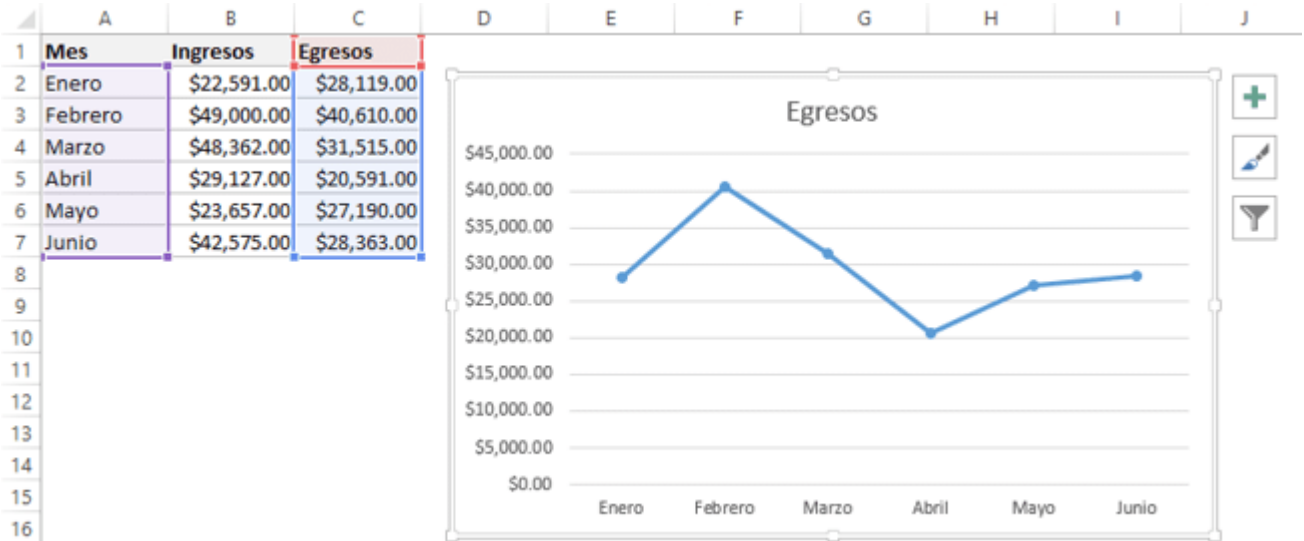 A B C D E F G H I J
1 Mes Ingresos Egresos
2 Enero $22,591.00 $28,119.00
3 Febrero $49,000.00 $40,610.00
4 Marzo $48,362.00 $31,515.00
5 Abril $29,127.00 $20,591.00
6 Mayo $23,657.00 $27,190.00
7 Junio $42,575.00 $28,363.00
8
9
10
11
12
13
14
15
16
Egresos
$45,000.00
$40,000.00
$35,000.00
$30,000.00
$25,000.00
$20,000.00
$15,000.00
$10,000.00
$5,000.00
$0.00
Enero Febrero Marzo Abril Mayo Junio